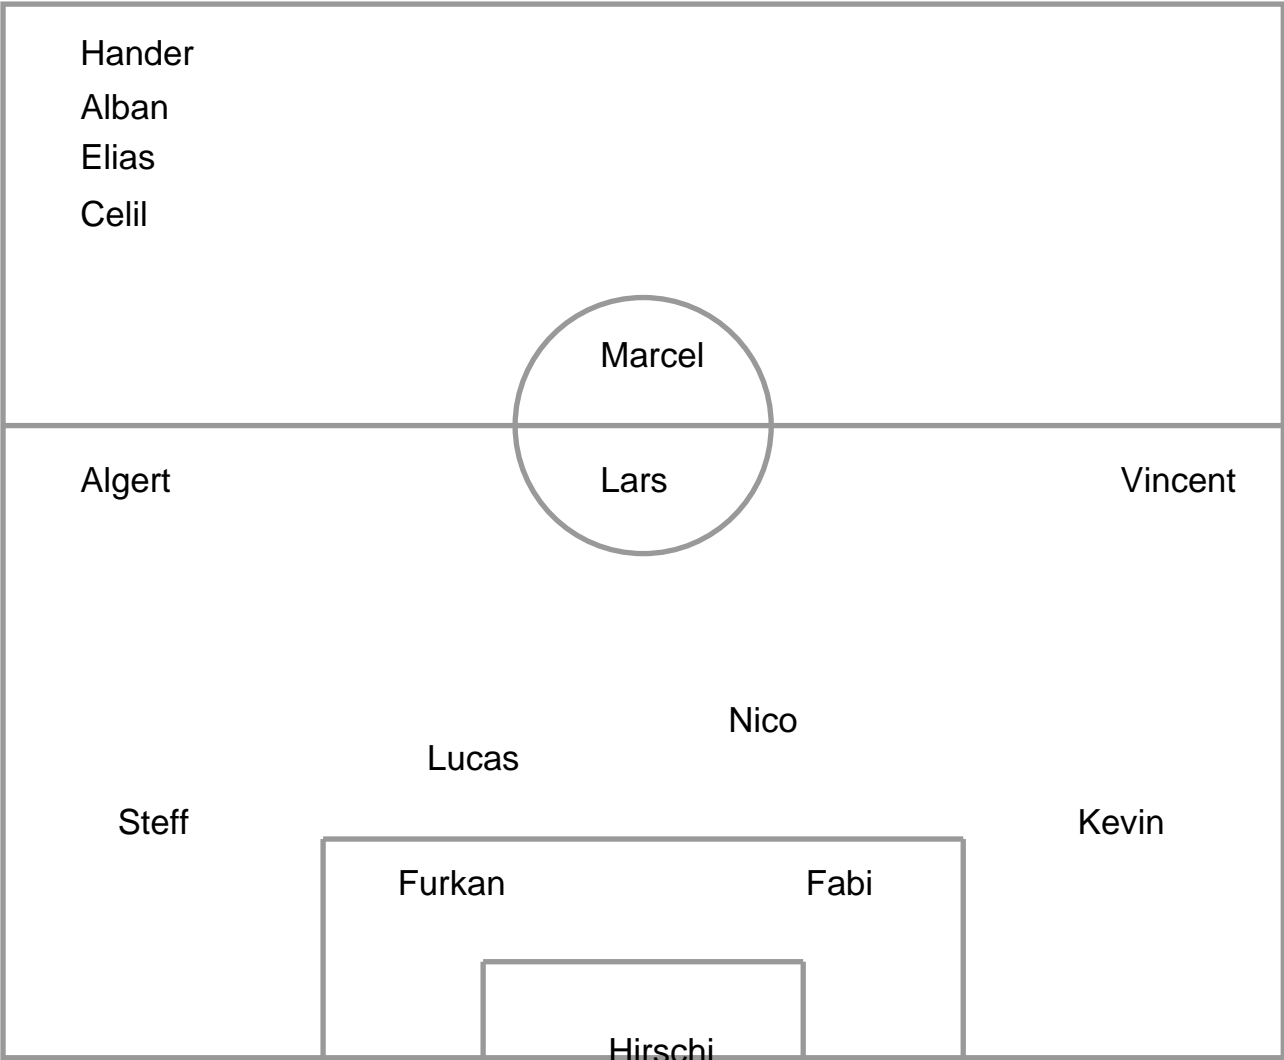 Hander
Alban
Elias
Celil
Marcel
Algert Lars Vincent
Nico
Lucas
Steff Kevin
Furkan Fabi
Hirschi